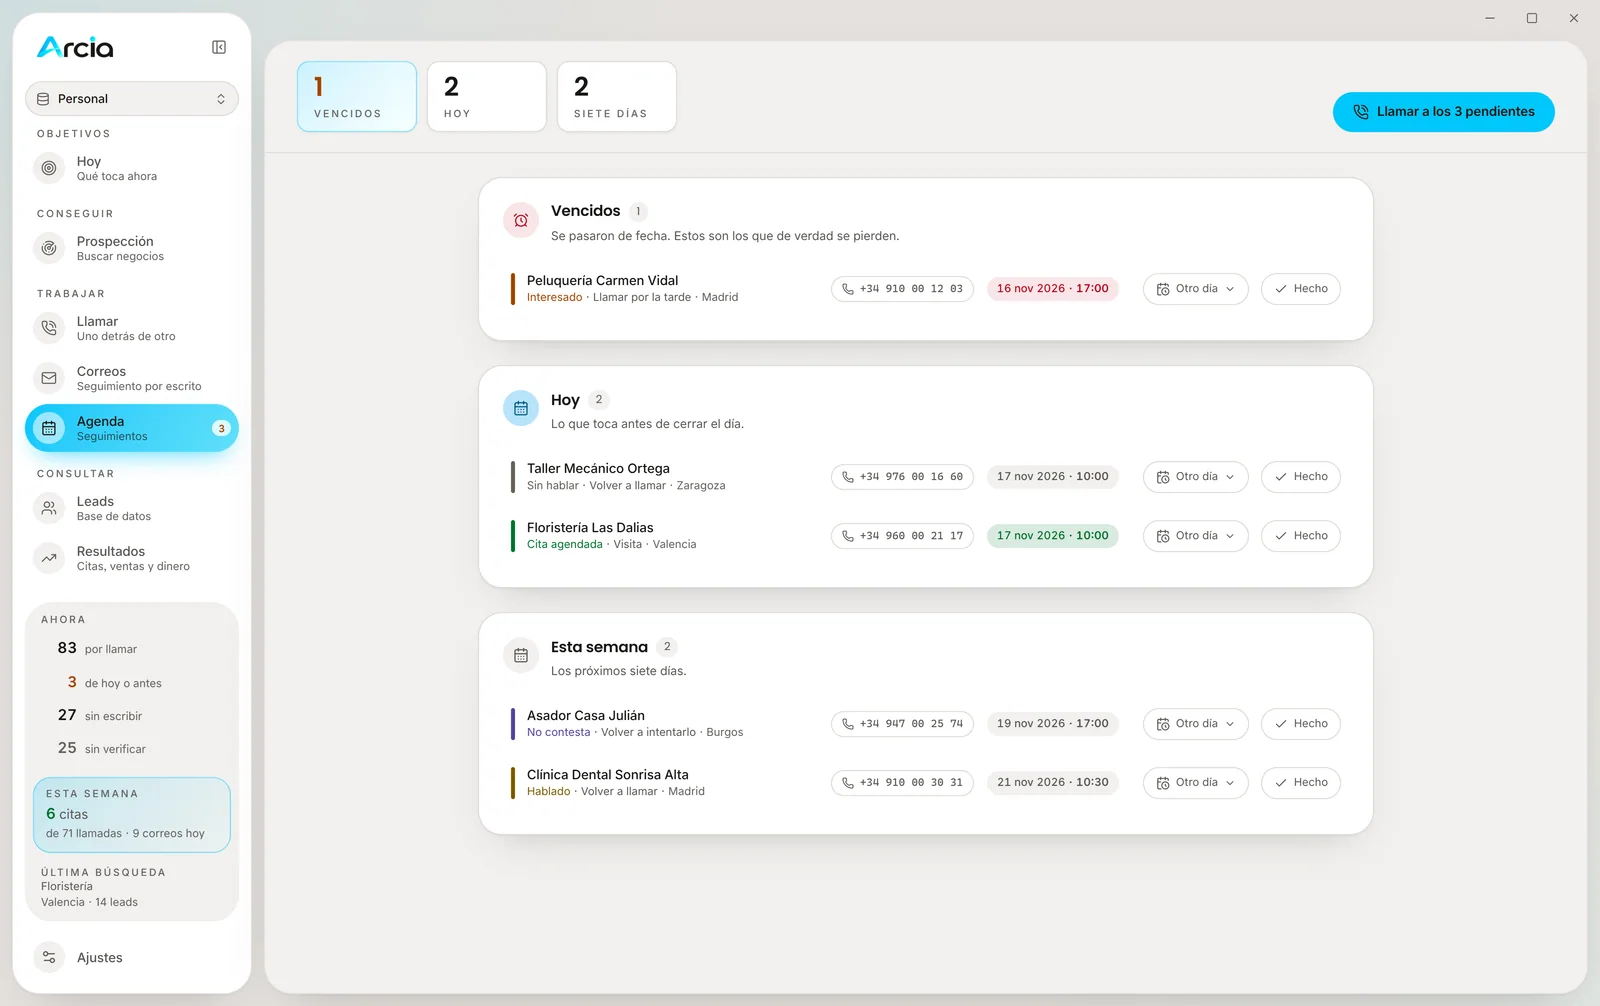 Arcia
Personal
OBJETIVOS
Hoy
Qué toca ahora
CONSEGUIR
Prospección
Buscar negocios
TRABAJAR
Llamar
Uno detrás de otro
Correos
Seguimiento por escrito
Agenda
Seguimientos
3
CONSULTAR
Leads
Base de datos
Resultados
Citas, ventas y dinero
AHORA
83 por llamar
3 de hoy o antes
27 sin escribir
25 sin verificar
ESTA SEMANA
6 citas
de 71 llamadas · 9 correos hoy
ÚLTIMA BÚSQUEDA
Floristería
Valencia · 14 leads
Ajustes
1
VENCIDOS
2
HOY
2
SIETE DÍAS
Llamar a los 3 pendientes
Vencidos 1
Se pasaron de fecha. Estos son los que de verdad se pierden.
Peluquería Carmen Vidal
Interesado · Llamar por la tarde · Madrid
+34 910 00 12 03
16 nov 2026 · 17:00
Otro día
Hecho
Hoy 2
Lo que toca antes de cerrar el día.
Taller Mecánico Ortega
Sin hablar · Volver a llamar · Zaragoza
+34 976 00 16 60
17 nov 2026 · 10:00
Otro día
Hecho
Floristería Las Dalias
Cita agendada · Visita · Valencia
+34 960 00 21 17
17 nov 2026 · 10:00
Otro día
Hecho
Esta semana 2
Los próximos siete días.
Asador Casa Julián
No contesta · Volver a intentarlo · Burgos
+34 947 00 25 74
19 nov 2026 · 17:00
Otro día
Hecho
Clínica Dental Sonrisa Alta
Hablado · Volver a llamar · Madrid
+34 910 00 30 31
21 nov 2026 · 10:30
Otro día
Hecho